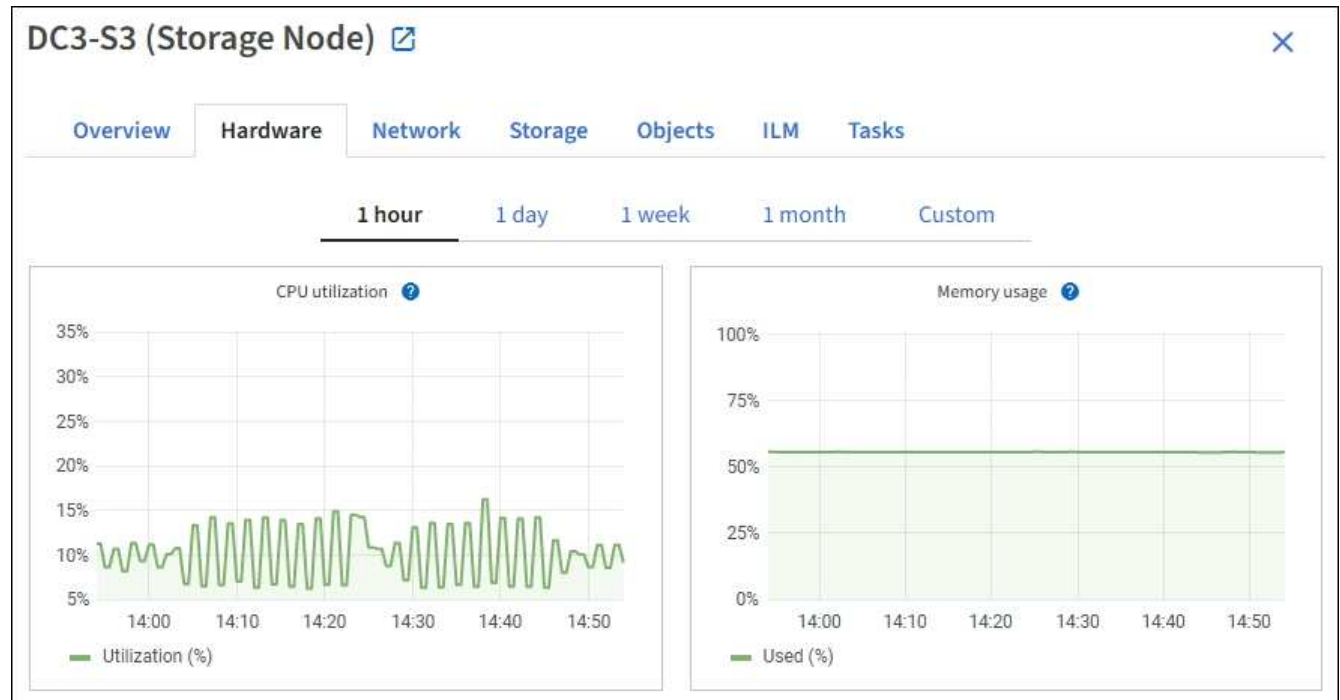 DC3-S3 (Storage Node)
Overview Hardware Network Storage Objects ILM Tasks
1 hour 1 day 1 week 1 month Custom
CPU utilization ?
35%
30%
25%
20%
15%
10%
5%
14:00 14:10 14:20 14:30 14:40 14:50
Utilization (%)
Memory usage ?
100%
75%
50%
25%
0%
14:00 14:10 14:20 14:30 14:40 14:50
Used (%)